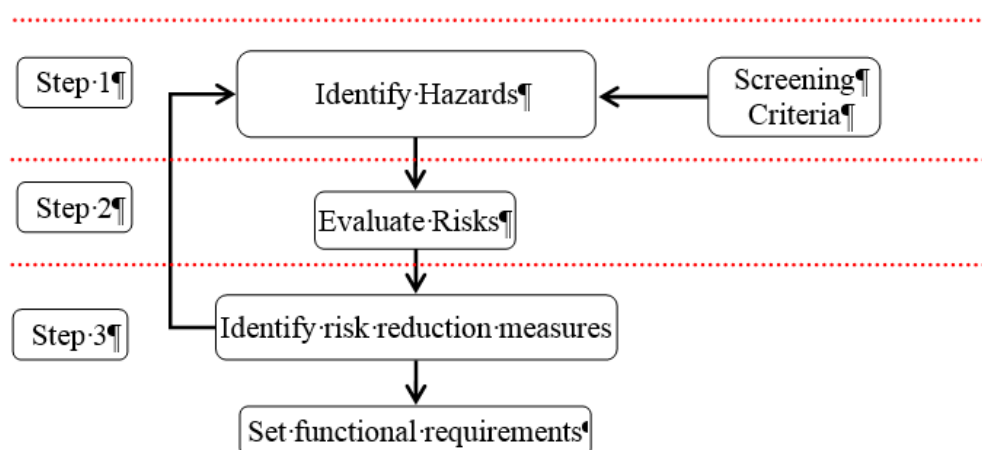 Step·1¶
Identify·Hazards¶
Screening¶
Criteria¶
Step·2¶
Evaluate·Risks¶
Step·3¶
Identify·risk·reduction·measures
Set·functional·requirements¶